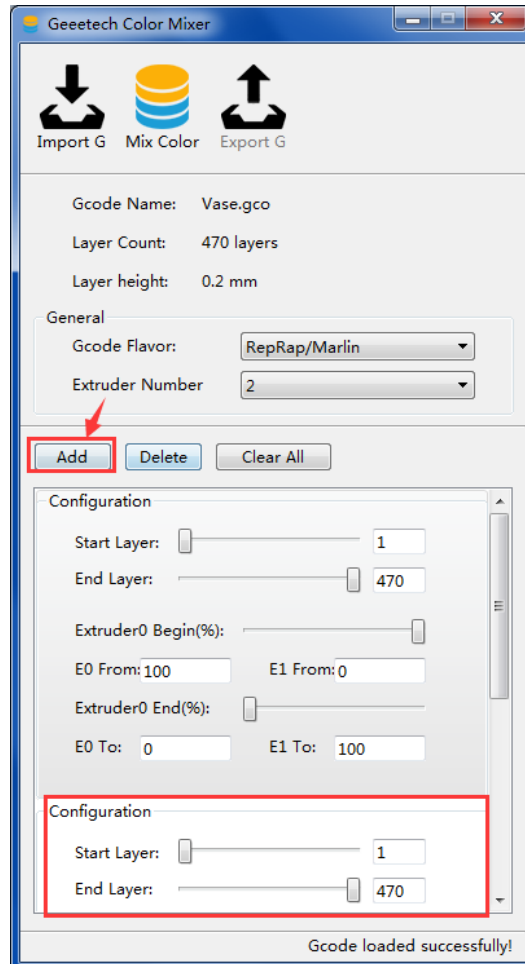 Geeetech Color Mixer
Import G Mix Color Export G
Gcode Name: Vase.gco
Layer Count: 470 layers
Layer height: 0.2 mm
General
Gcode Flavor: RepRap/Marlin
Extruder Number 2
Add Delete Clear All
Configuration
Start Layer: 1
End Layer: 470
Extruder0 Begin(%):
E0 From: 100 E1 From: 0
Extruder0 End(%):
E0 To: 0 E1 To: 100
Configuration
Start Layer: 1
End Layer: 470
Gcode loaded successfully!